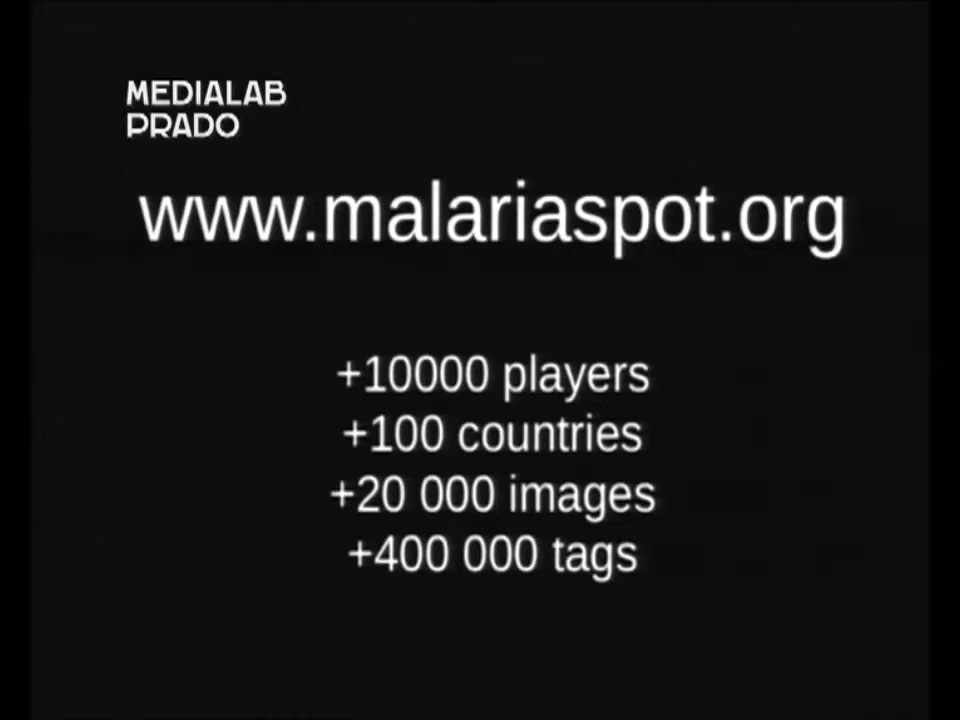 MEDIALAB
PRADO
www.malariaspot.org
+10000 players
+100 countries
+20 000 images
+400 000 tags